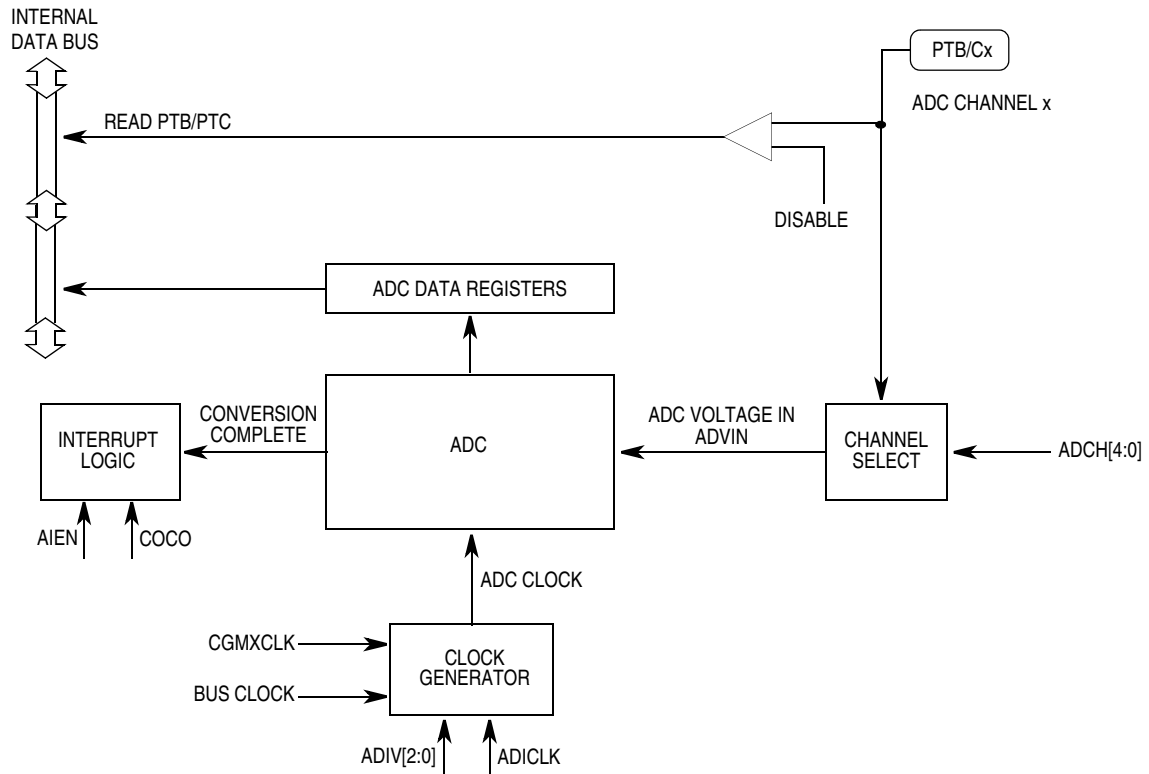 INTERNAL
DATA BUS
PTB/Cx
ADC CHANNEL x
READ PTB/PTC
DISABLE
ADC DATA REGISTERS
INTERRUPT
LOGIC
CONVERSION
COMPLETE
ADC
ADC VOLTAGE IN
ADVIN
CHANNEL
SELECT
ADCH[4:0]
AIEN
COCO
ADC CLOCK
CGMXCLK
BUS CLOCK
CLOCK
GENERATOR
ADIV[2:0]
ADICLK